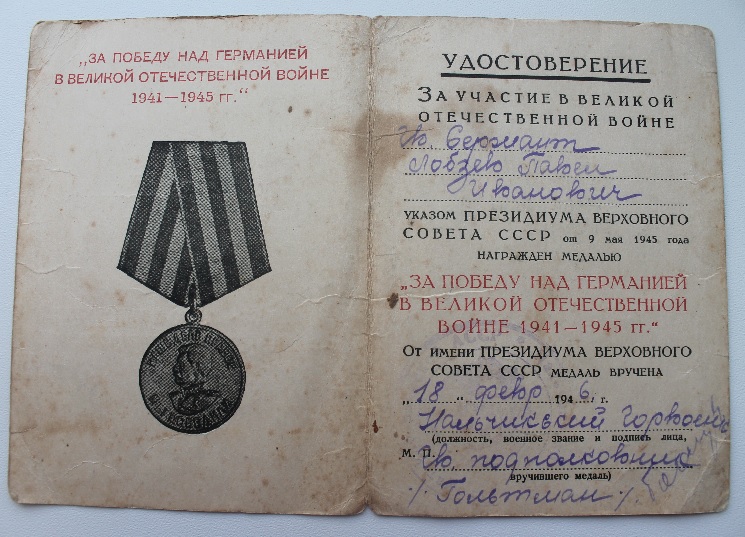 „ЗА ПОБЕДУ НАД ГЕРМАНИЕЙ
В ВЕЛИКОЙ ОТЕЧЕСТВЕННОЙ ВОЙНЕ
1941—1945 гг.“
УДОСТОВЕРЕНИЕ
ЗА УЧАСТИЕ В ВЕЛИКОЙ
ОТЕЧЕСТВЕННОЙ ВОЙНЕ
Гв. Сержант
Лобзев Павел
Иванович
УКАЗОМ ПРЕЗИДИУМА ВЕРХОВНОГО
СОВЕТА СССР от 9 мая 1945 года
НАГРАЖДЕН МЕДАЛЬЮ
„ЗА ПОБЕДУ НАД ГЕРМАНИЕЙ
В ВЕЛИКОЙ ОТЕЧЕСТВЕННОЙ
ВОЙНЕ 1941—1945 гг.“
От имени ПРЕЗИДИУМА ВЕРХОВНОГО
СОВЕТА СССР МЕДАЛЬ ВРУЧЕНА
„18„ февр 1946 г.
Нальчикский Горвоенком
(должность, военное звание и подпись лица,
М. П. Гв. подполковник
вручившего медаль)
/. Гольтман /.